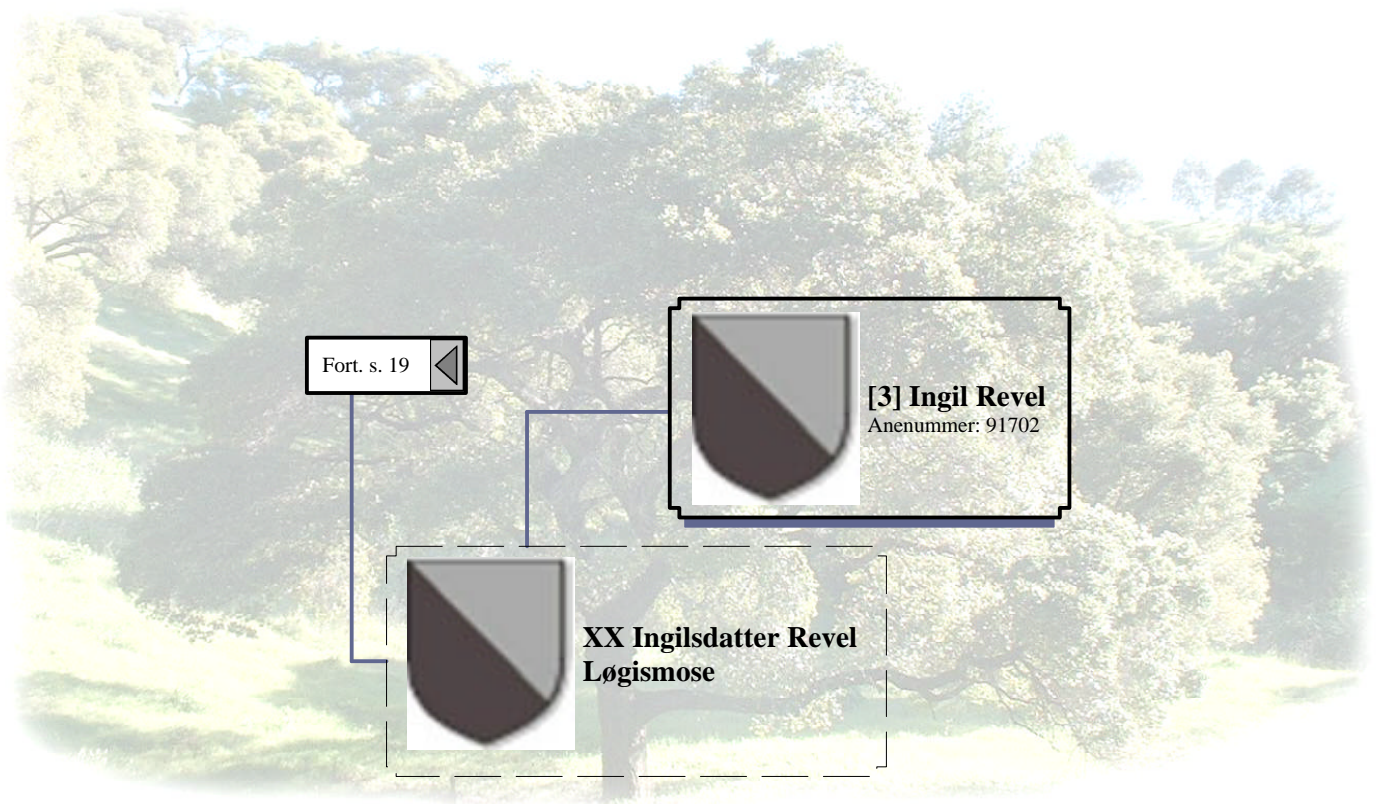 Fort. s. 19
[3] Ingil Revel
Anenummer: 91702
XX Ingilsdatter Revel
Løgismose